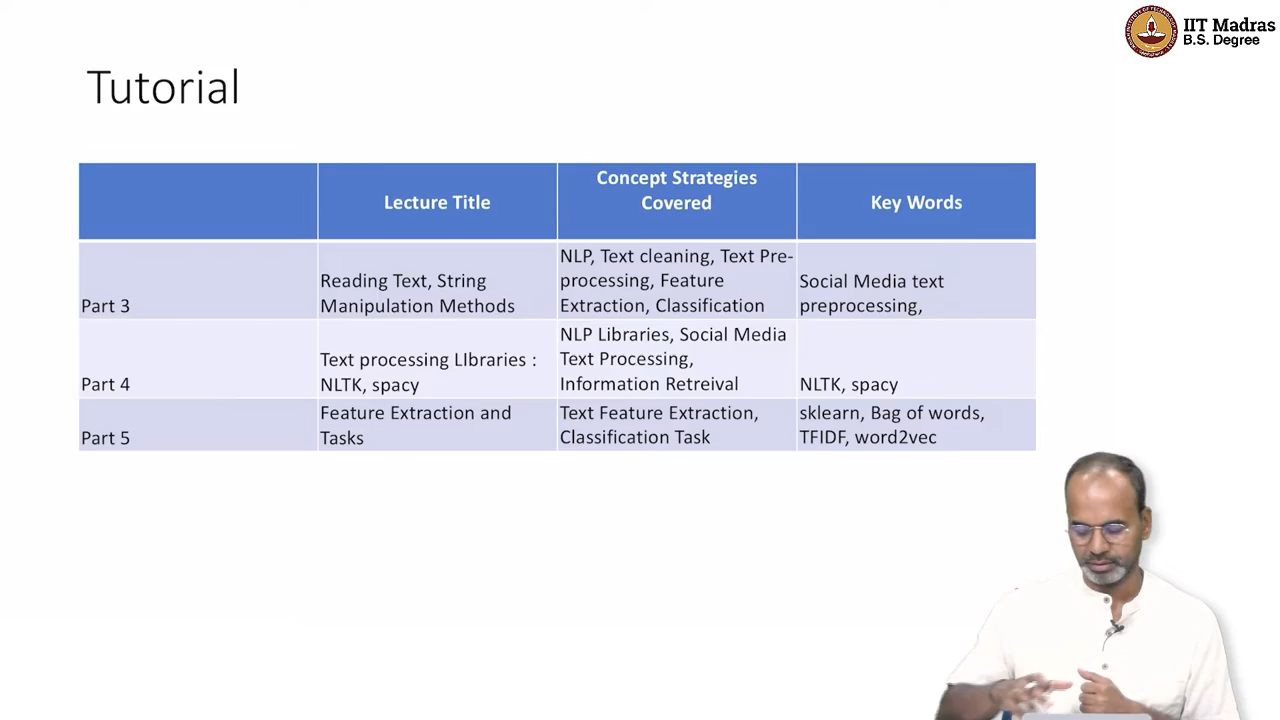 IIT Madras
B.S. Degree
Tutorial
Lecture Title
Concept Strategies
Covered
Key Words
Part 3
Reading Text, String
Manipulation Methods
NLP, Text cleaning, Text Pre-
processing, Feature
Extraction, Classification
Social Media text
preprocessing,
Part 4
Text processing LIbraries :
NLTK, spacy
NLP Libraries, Social Media
Text Processing,
Information Retreival
NLTK, spacy
Part 5
Feature Extraction and
Tasks
Text Feature Extraction,
Classification Task
sklearn, Bag of words,
TFIDF, word2vec